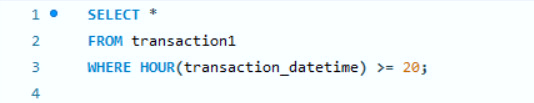 1 SELECT *
2 FROM transaction1
3 WHERE HOUR(transaction_datetime) >= 20;
4